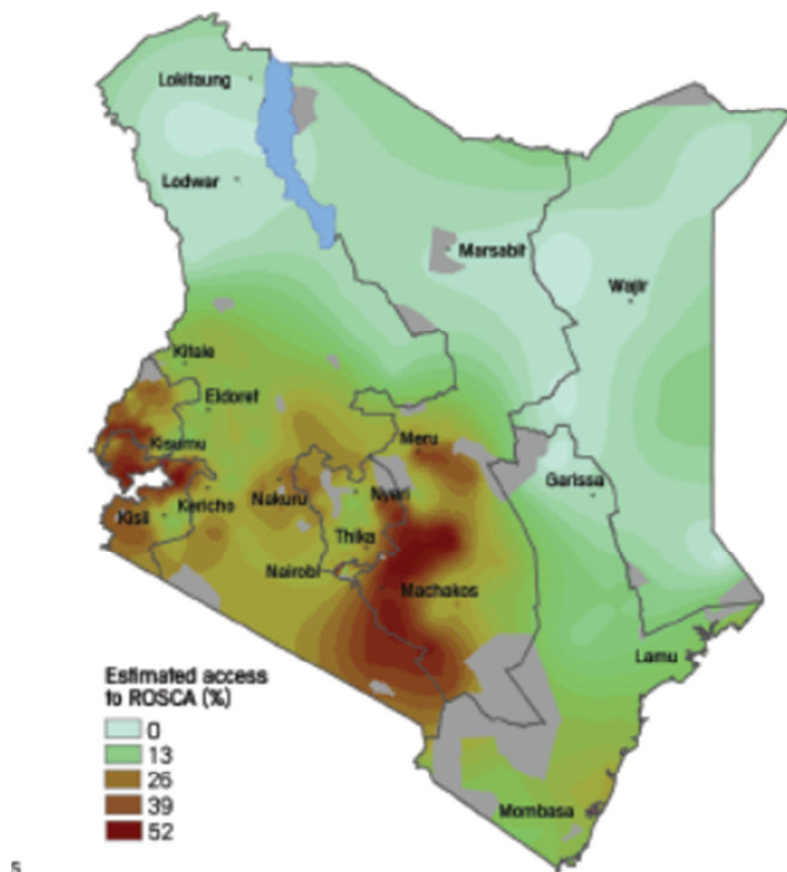 Lokitaung
Lodwar
Marsabit
Wajir
Kitale
Eldoret
Kisumu
Meru
Garissa
Nakuru
Nyeri
Kericho
Kisii
Thika
Nairobi
Machakos
Lamu
Estimated access
to ROSCA (%)
0
13
26
39
52
Mombasa
5